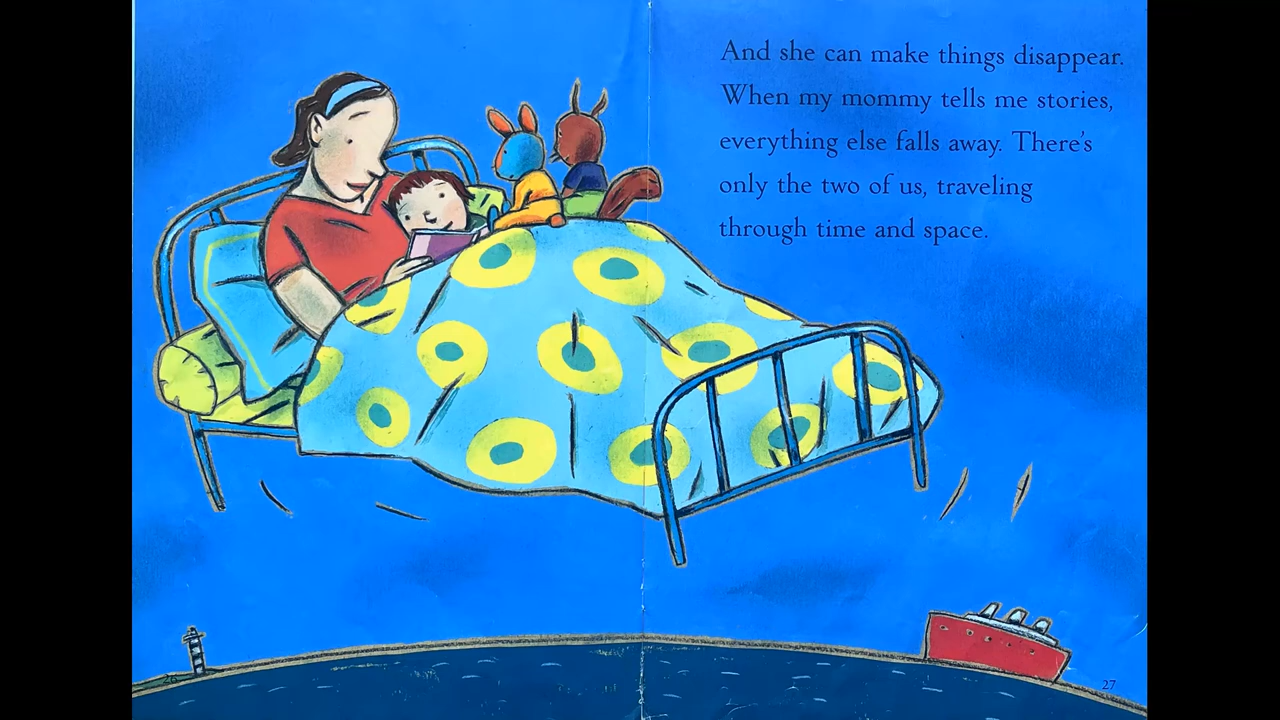 And she can make things disappear.
When my mommy tells me stories,
everything else falls away. There's
only the two of us, traveling
through time and space.
26
27